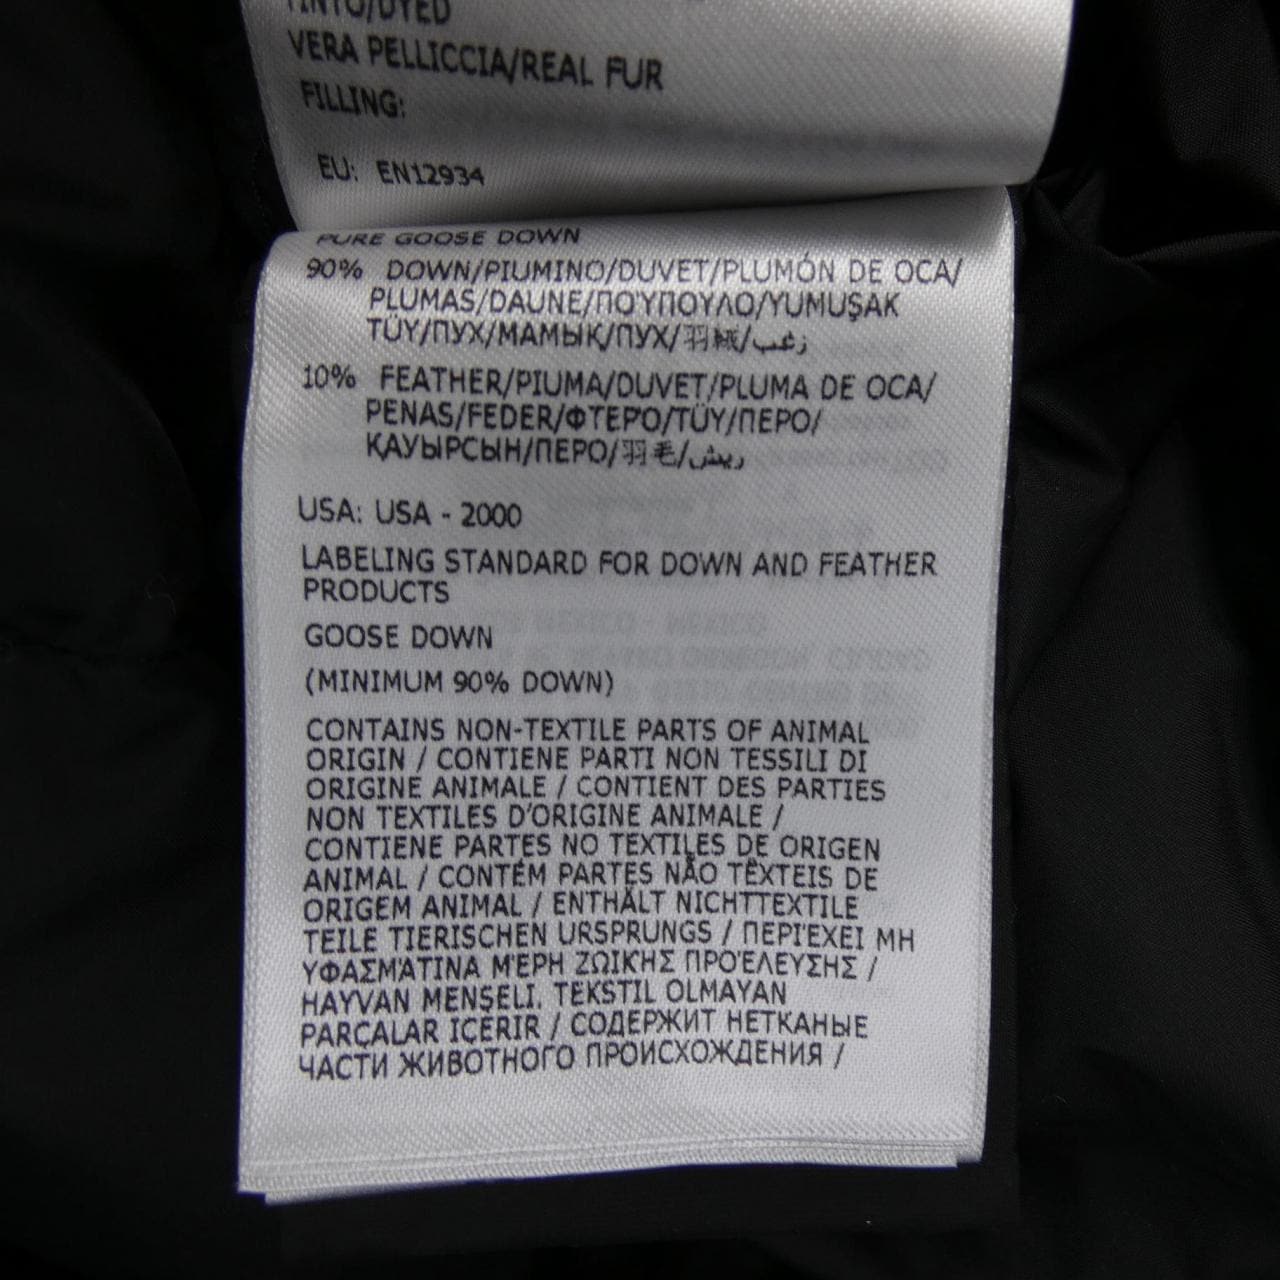 TINTO/DYED
VERA PELLICCIA/REAL FUR
FILLING:
EU: EN12934
PURE GOOSE DOWN
90% DOWN/PIUMINO/DUVET/PLUMÓN DE OCA/
PLUMAS/DAUNE/ΠΟΎΠΟΥΛΟ/YUMUŞAK
TÜY/ПУХ/МАМЫҚ/ПУХ/羽絨/زغب
10% FEATHER/PIUMA/DUVET/PLUMA DE OCA/
PENAS/FEDER/ΦΤΕΡΌ/TÜY/ПЕРО/
ҚАУЫРСЫН/ПЕРО/羽毛/ريش
USA: USA - 2000
LABELING STANDARD FOR DOWN AND FEATHER
PRODUCTS
GOOSE DOWN
(MINIMUM 90% DOWN)
CONTAINS NON-TEXTILE PARTS OF ANIMAL
ORIGIN / CONTIENE PARTI NON TESSILI DI
ORIGINE ANIMALE / CONTIENT DES PARTIES
NON TEXTILES D'ORIGINE ANIMALE /
CONTIENE PARTES NO TEXTILES DE ORIGEN
ANIMAL / CONTÉM PARTES NÃO TÊXTEIS DE
ORIGEM ANIMAL / ENTHÄLT NICHTTEXTILE
TEILE TIERISCHEN URSPRUNGS / ΠΕΡΙΈΧΕΙ ΜΗ
ΥΦΑΣΜΆΤΙΝΑ ΜΈΡΗ ΖΩΙΚΉΣ ΠΡΟΈΛΕΥΣΗΣ /
HAYVAN MENŞELİ, TEKSTIL OLMAYAN
PARÇALAR IÇERIR / СОДЕРЖИТ НЕТКАНЫЕ
ЧАСТИ ЖИВОТНОГО ПРОИСХОЖДЕНИЯ /